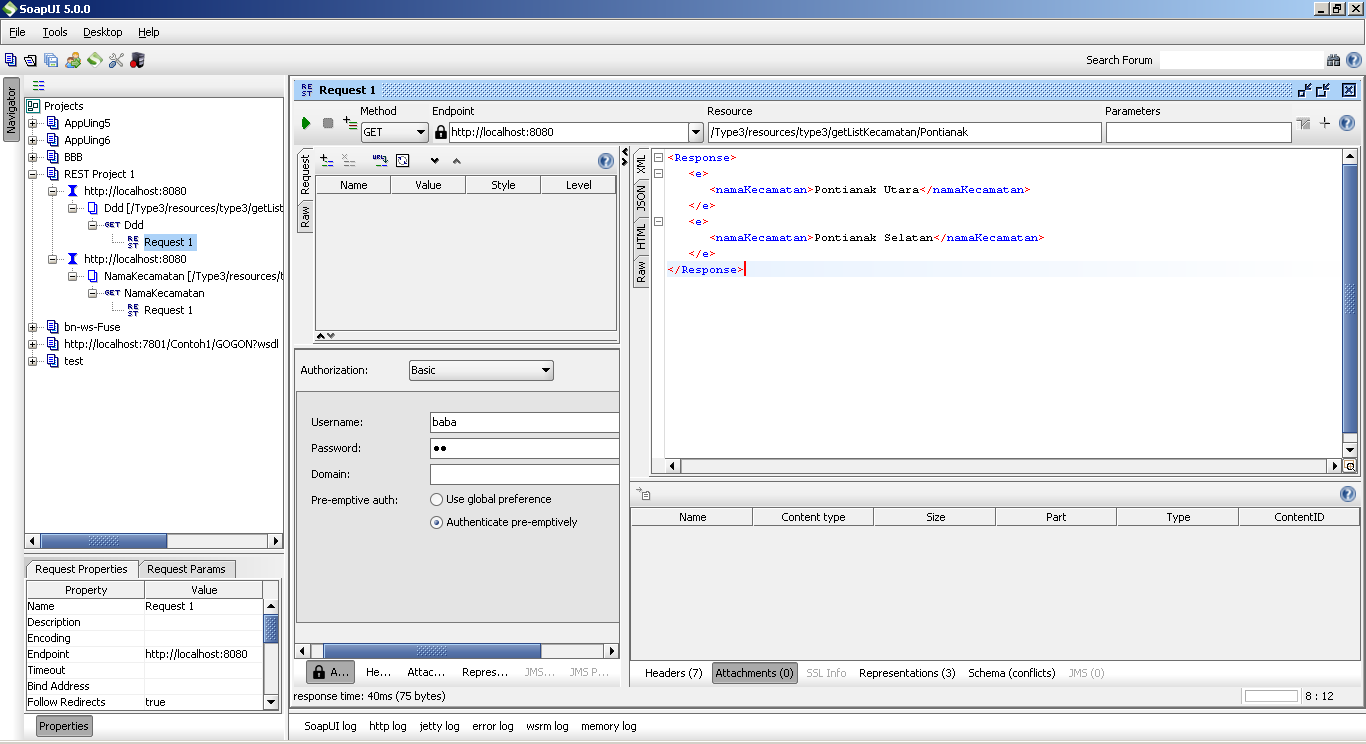 SoapUI 5.0.0
File Tools Desktop Help
Search Forum
Navigator
Projects
AppUing5
AppUing6
BBB
REST Project 1
http://localhost:8080
Ddd [/Type3/resources/type3/getList
GET Ddd
REST Request 1
http://localhost:8080
NamaKecamatan [/Type3/resources/t
GET NamaKecamatan
REST Request 1
bn-ws-Fuse
http://localhost:7801/Contoh1/GOGON?wsdl
test
Request Properties Request Params
Property Value
Name Request 1
Description
Encoding
Endpoint http://localhost:8080
Timeout
Bind Address
Follow Redirects true
Properties
REST Request 1
Method Endpoint Resource Parameters
GET http://localhost:8080 /Type3/resources/type3/getListKecamatan/Pontianak
Request
Raw
URL
Name Value Style Level
Authorization: Basic
Username: baba
Password: ●●
Domain:
Pre-emptive auth: Use global preference
Authenticate pre-emptively
A... He... Attac... Repres... JMS... JMS P...
XML
JSON
HTML
Raw
<Response>
<e>
<namaKecamatan>Pontianak Utara</namaKecamatan>
</e>
<e>
<namaKecamatan>Pontianak Selatan</namaKecamatan>
</e>
</Response>
Name Content type Size Part Type ContentID
Headers (7) Attachments (0) SSL Info Representations (3) Schema (conflicts) JMS (0)
response time: 40ms (75 bytes)
8 : 12
SoapUI log http log jetty log error log wsrm log memory log